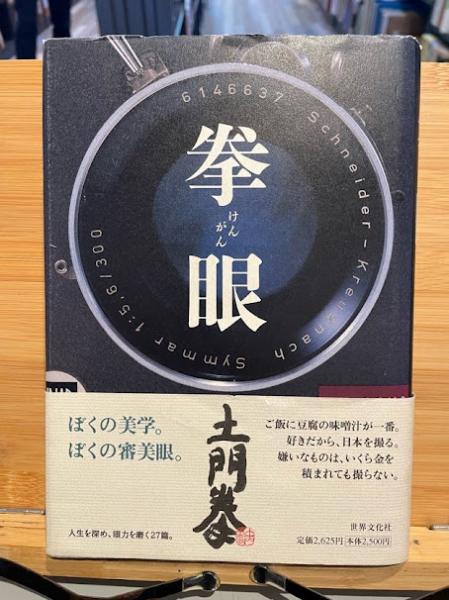 6146637 Schneider-Kreuznach Symmar 1:5,6/300
拳眼
けんがん
ぼくの美学。
ぼくの審美眼。
土門拳
ご飯に豆腐の味噌汁が一番。
好きだから、日本を撮る。
嫌いなものは、いくら金を
積まれても撮らない。
人生を深め、眼力を磨く27篇。
世界文化社
定価2,625円 本体2,500円